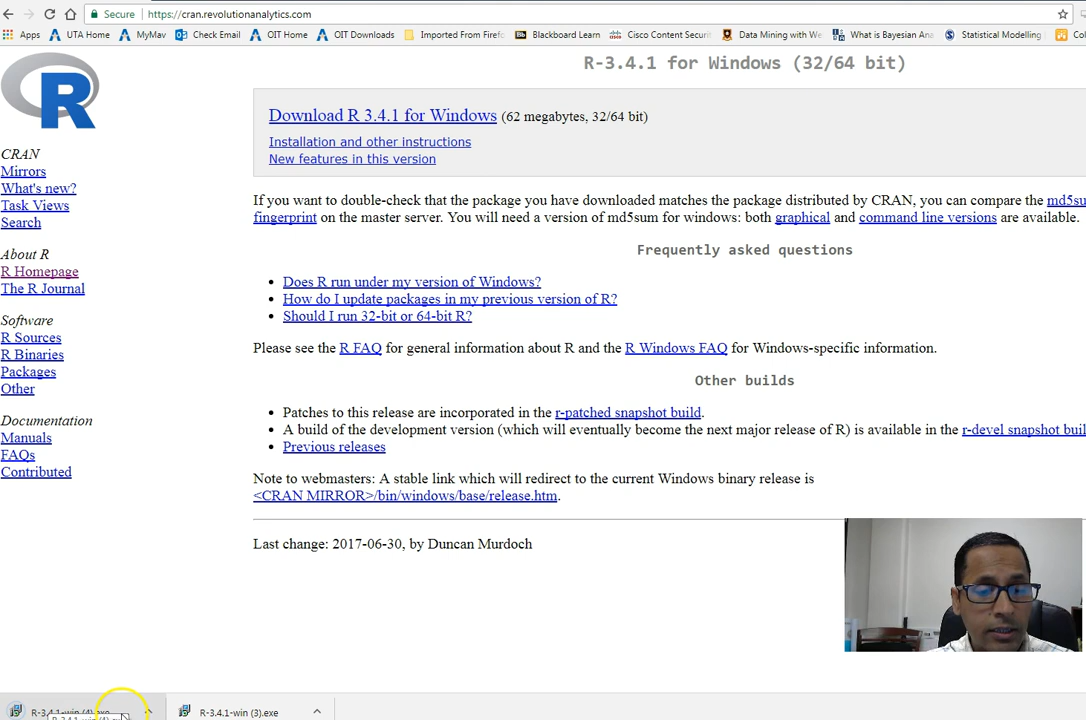 Secure https://cran.revolutionanalytics.com
Apps UTA Home MyMav Check Email OIT Home OIT Downloads Imported From Firefo Blackboard Learn Cisco Content Securi Data Mining with We What is Bayesian Ana Statistical Modelling Col
R
CRAN
Mirrors
What's new?
Task Views
Search
About R
R Homepage
The R Journal
Software
R Sources
R Binaries
Packages
Other
Documentation
Manuals
FAQs
Contributed
R-3.4.1 for Windows (32/64 bit)
Download R 3.4.1 for Windows (62 megabytes, 32/64 bit)
Installation and other instructions
New features in this version
If you want to double-check that the package you have downloaded matches the package distributed by CRAN, you can compare the md5su
fingerprint on the master server. You will need a version of md5sum for windows: both graphical and command line versions are available.
Frequently asked questions
• Does R run under my version of Windows?
• How do I update packages in my previous version of R?
• Should I run 32-bit or 64-bit R?
Please see the R FAQ for general information about R and the R Windows FAQ for Windows-specific information.
Other builds
• Patches to this release are incorporated in the r-patched snapshot build.
• A build of the development version (which will eventually become the next major release of R) is available in the r-devel snapshot buil
• Previous releases
Note to webmasters: A stable link which will redirect to the current Windows binary release is
<CRAN MIRROR>/bin/windows/base/release.htm.
Last change: 2017-06-30, by Duncan Murdoch
R-3.4.1-win (4).exe R-3.4.1-win (3).exe